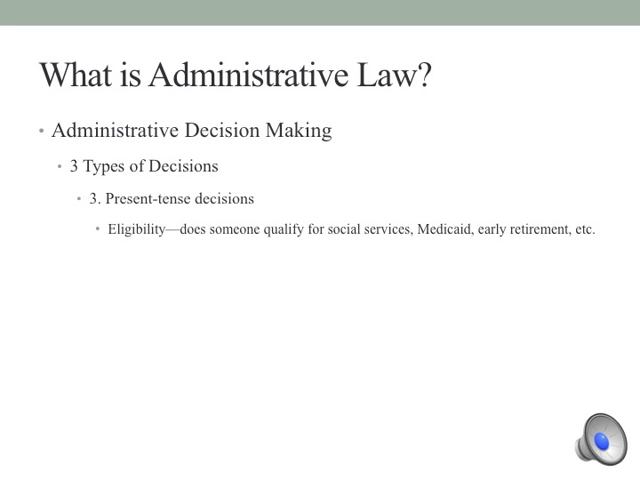 What is Administrative Law?
• Administrative Decision Making
• 3 Types of Decisions
• 3. Present-tense decisions
• Eligibility—does someone qualify for social services, Medicaid, early retirement, etc.